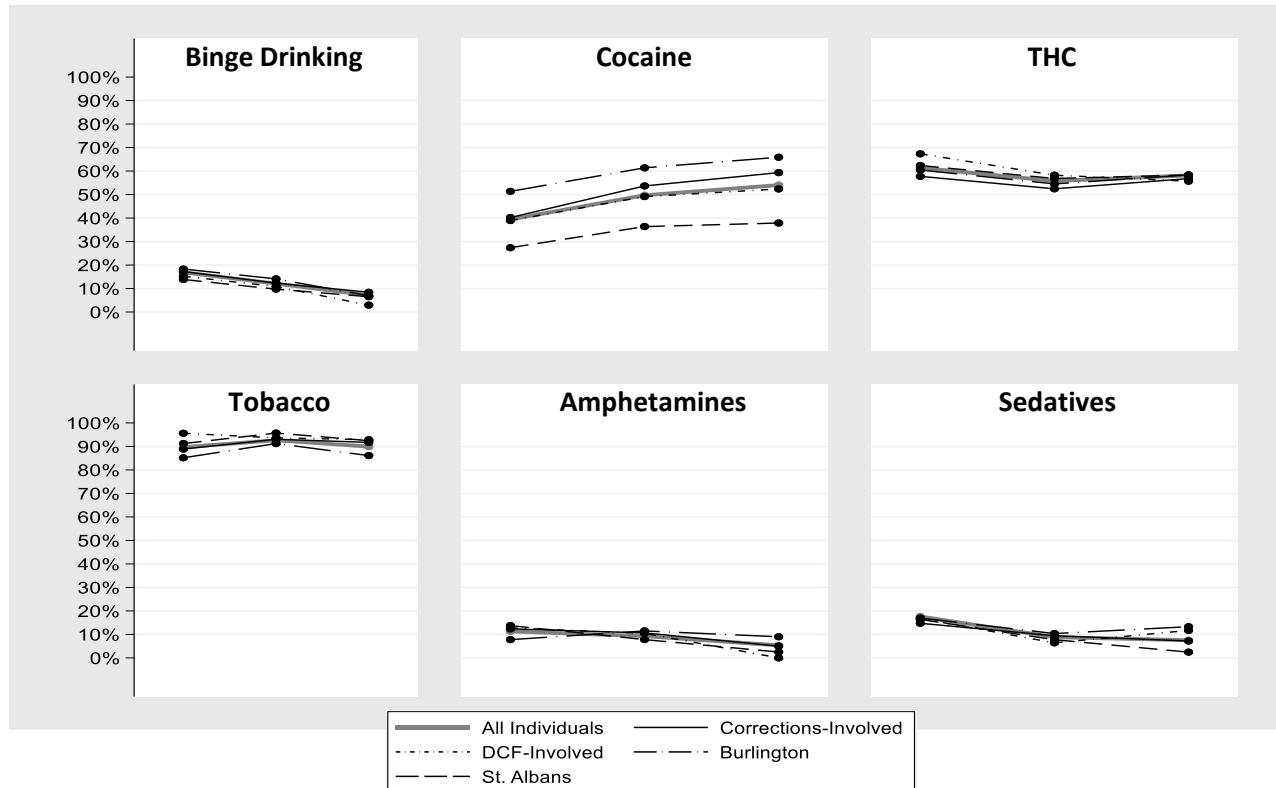 Binge Drinking
Cocaine
THC
100%
90%
80%
70%
60%
50%
40%
30%
20%
10%
0%
Tobacco
Amphetamines
Sedatives
100%
90%
80%
70%
60%
50%
40%
30%
20%
10%
0%
All Individuals
Corrections-Involved
DCF-Involved
Burlington
St. Albans